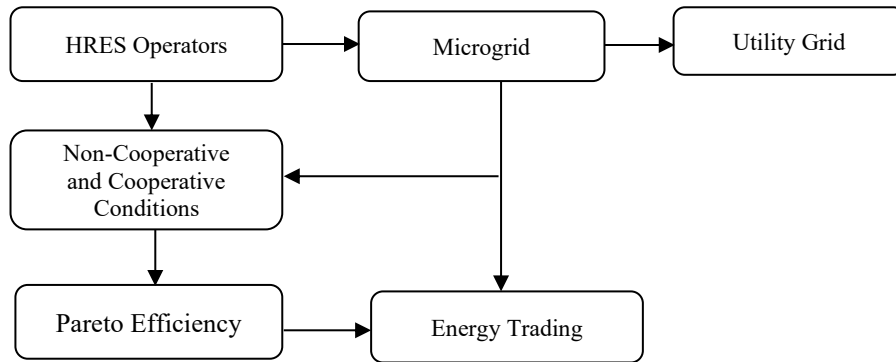 HRES Operators
Microgrid
Utility Grid
Non-Cooperative
and Cooperative
Conditions
Pareto Efficiency
Energy Trading